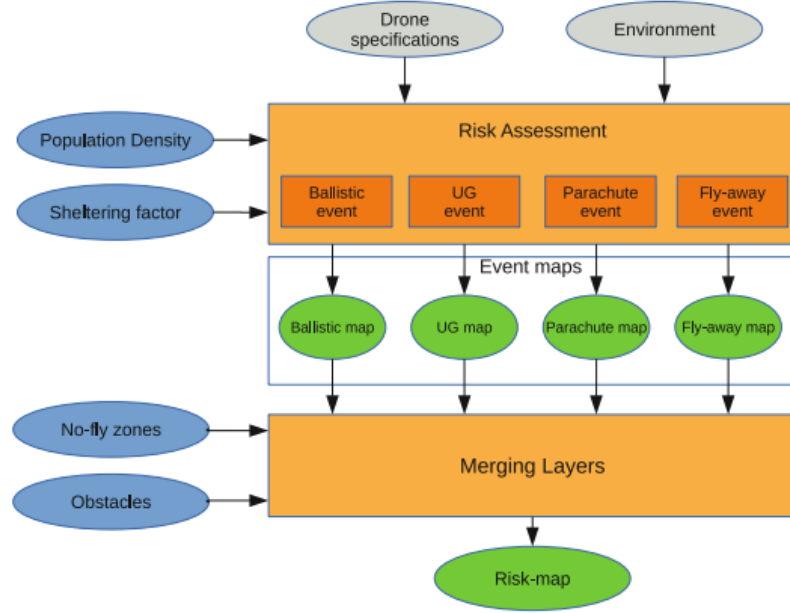 Drone
specifications
Environment
Population Density
Risk Assessment
Sheltering factor
Ballistic
event
UG
event
Parachute
event
Fly-away
event
Event maps
Ballistic map
UG map
Parachute map
Fly-away map
No-fly zones
Merging Layers
Obstacles
Risk-map